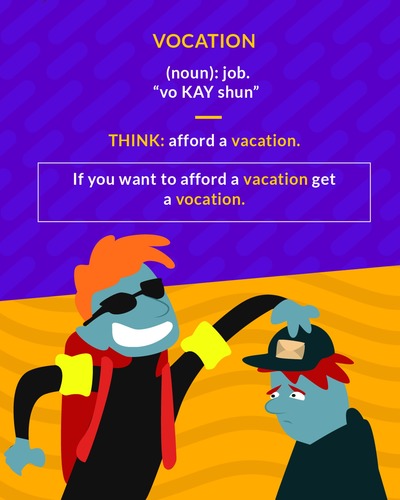 VOCATION
(noun): job.
“vo KAY shun”
THINK: afford a vacation.
If you want to afford a vacation get
a vocation.